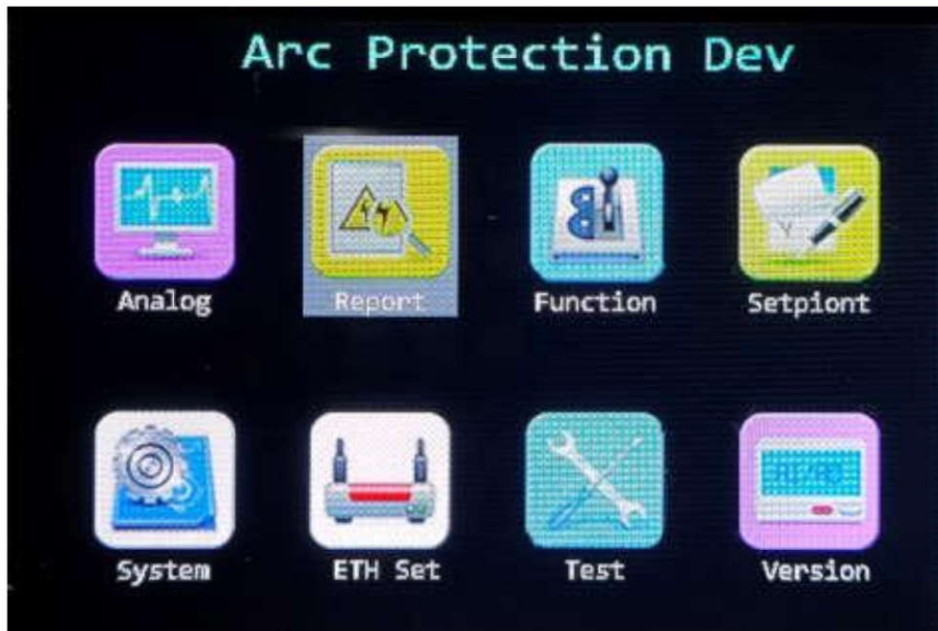 Arc Protection Dev
Analog Report Function Setpiont
System ETH Set Test Version